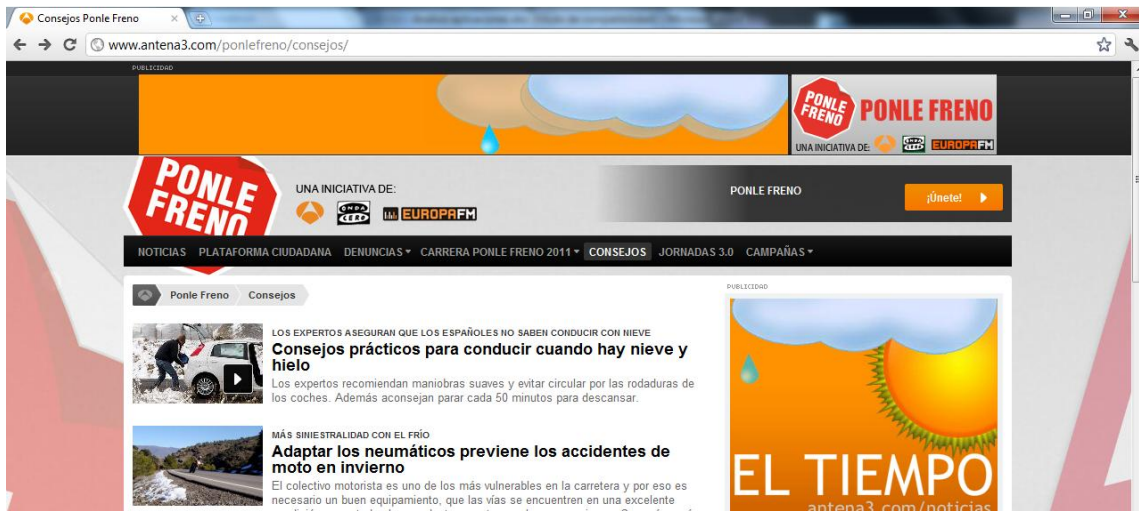 Consejos Ponle Freno
www.antena3.com/ponlefreno/consejos/
PUBLICIDAD
PONLE
FRENO
PONLE FRENO
UNA INICIATIVA DE:
ONDA
CERO
EUROPAFM
PONLE
FRENO
UNA INICIATIVA DE:
ONDA
CERO
EUROPAFM
PONLE FRENO
¡Únete!
NOTICIAS PLATAFORMA CIUDADANA DENUNCIAS CARRERA PONLE FRENO 2011 CONSEJOS JORNADAS 3.0 CAMPAÑAS
Ponle Freno Consejos
PUBLICIDAD
LOS EXPERTOS ASEGURAN QUE LOS ESPAÑOLES NO SABEN CONDUCIR CON NIEVE
Consejos prácticos para conducir cuando hay nieve y
hielo
Los expertos recomiendan maniobras suaves y evitar circular por las rodaduras de
los coches. Además aconsejan parar cada 50 minutos para descansar.
MÁS SINIESTRALIDAD CON EL FRÍO
Adaptar los neumáticos previene los accidentes de
moto en invierno
El colectivo motorista es uno de los más vulnerables en la carretera y por eso es
necesario un buen equipamiento, que las vías se encuentren en una excelente
EL TIEMPO
antena3.com/noticias